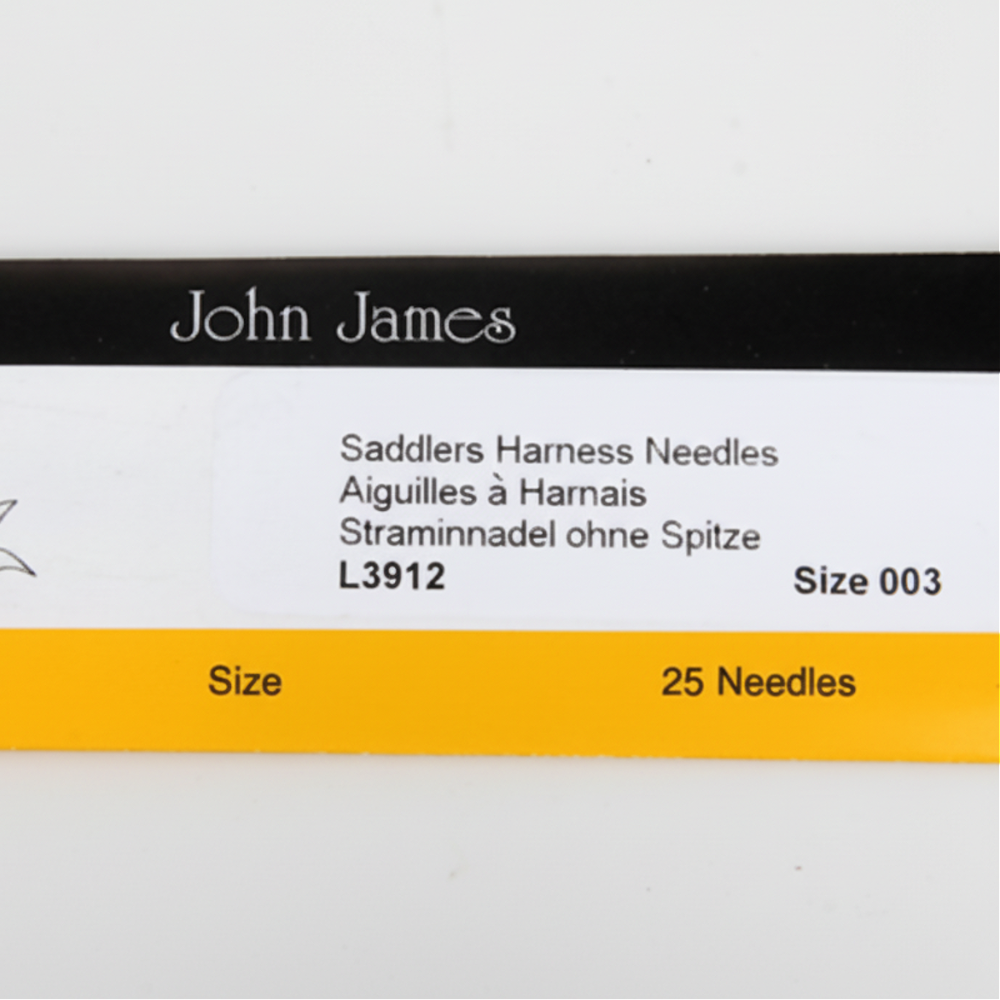 John James
Saddlers Harness Needles
Aiguilles à Harnais
Straminnadel ohne Spitze
L3912 Size 003
Size 25 Needles